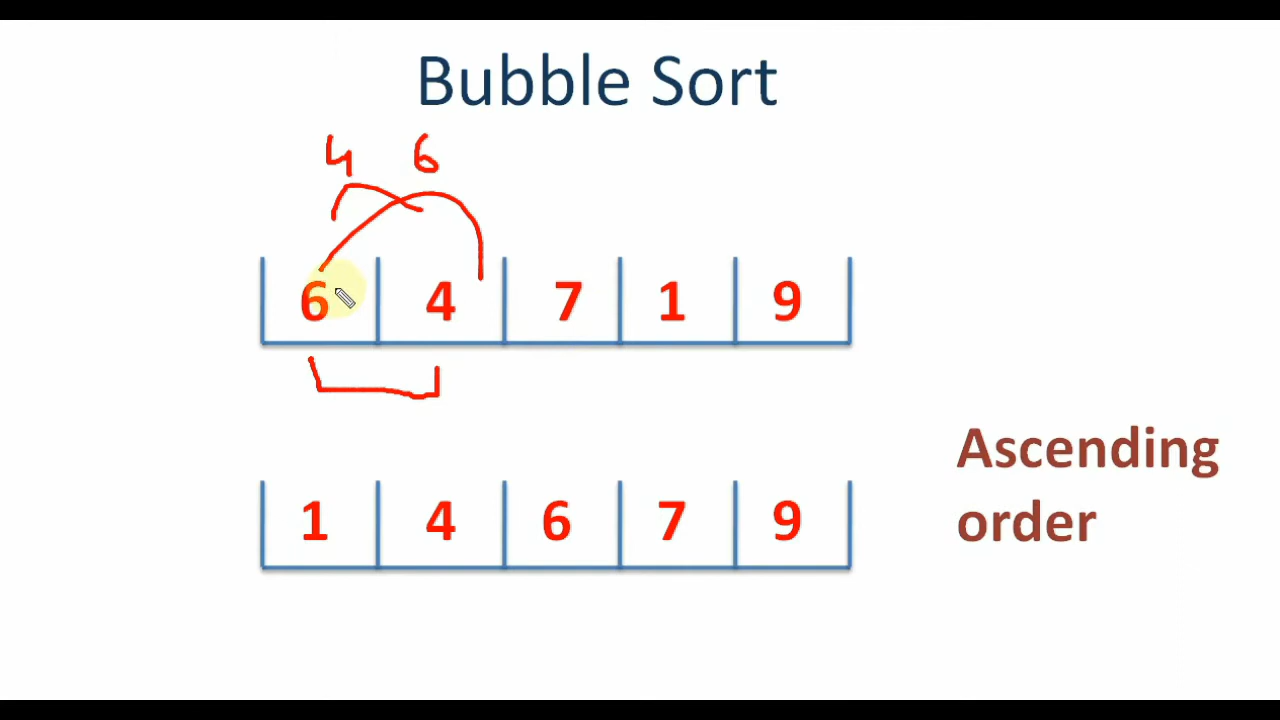 Bubble Sort
4 6
6 4 7 1 9
1 4 6 7 9
Ascending
order